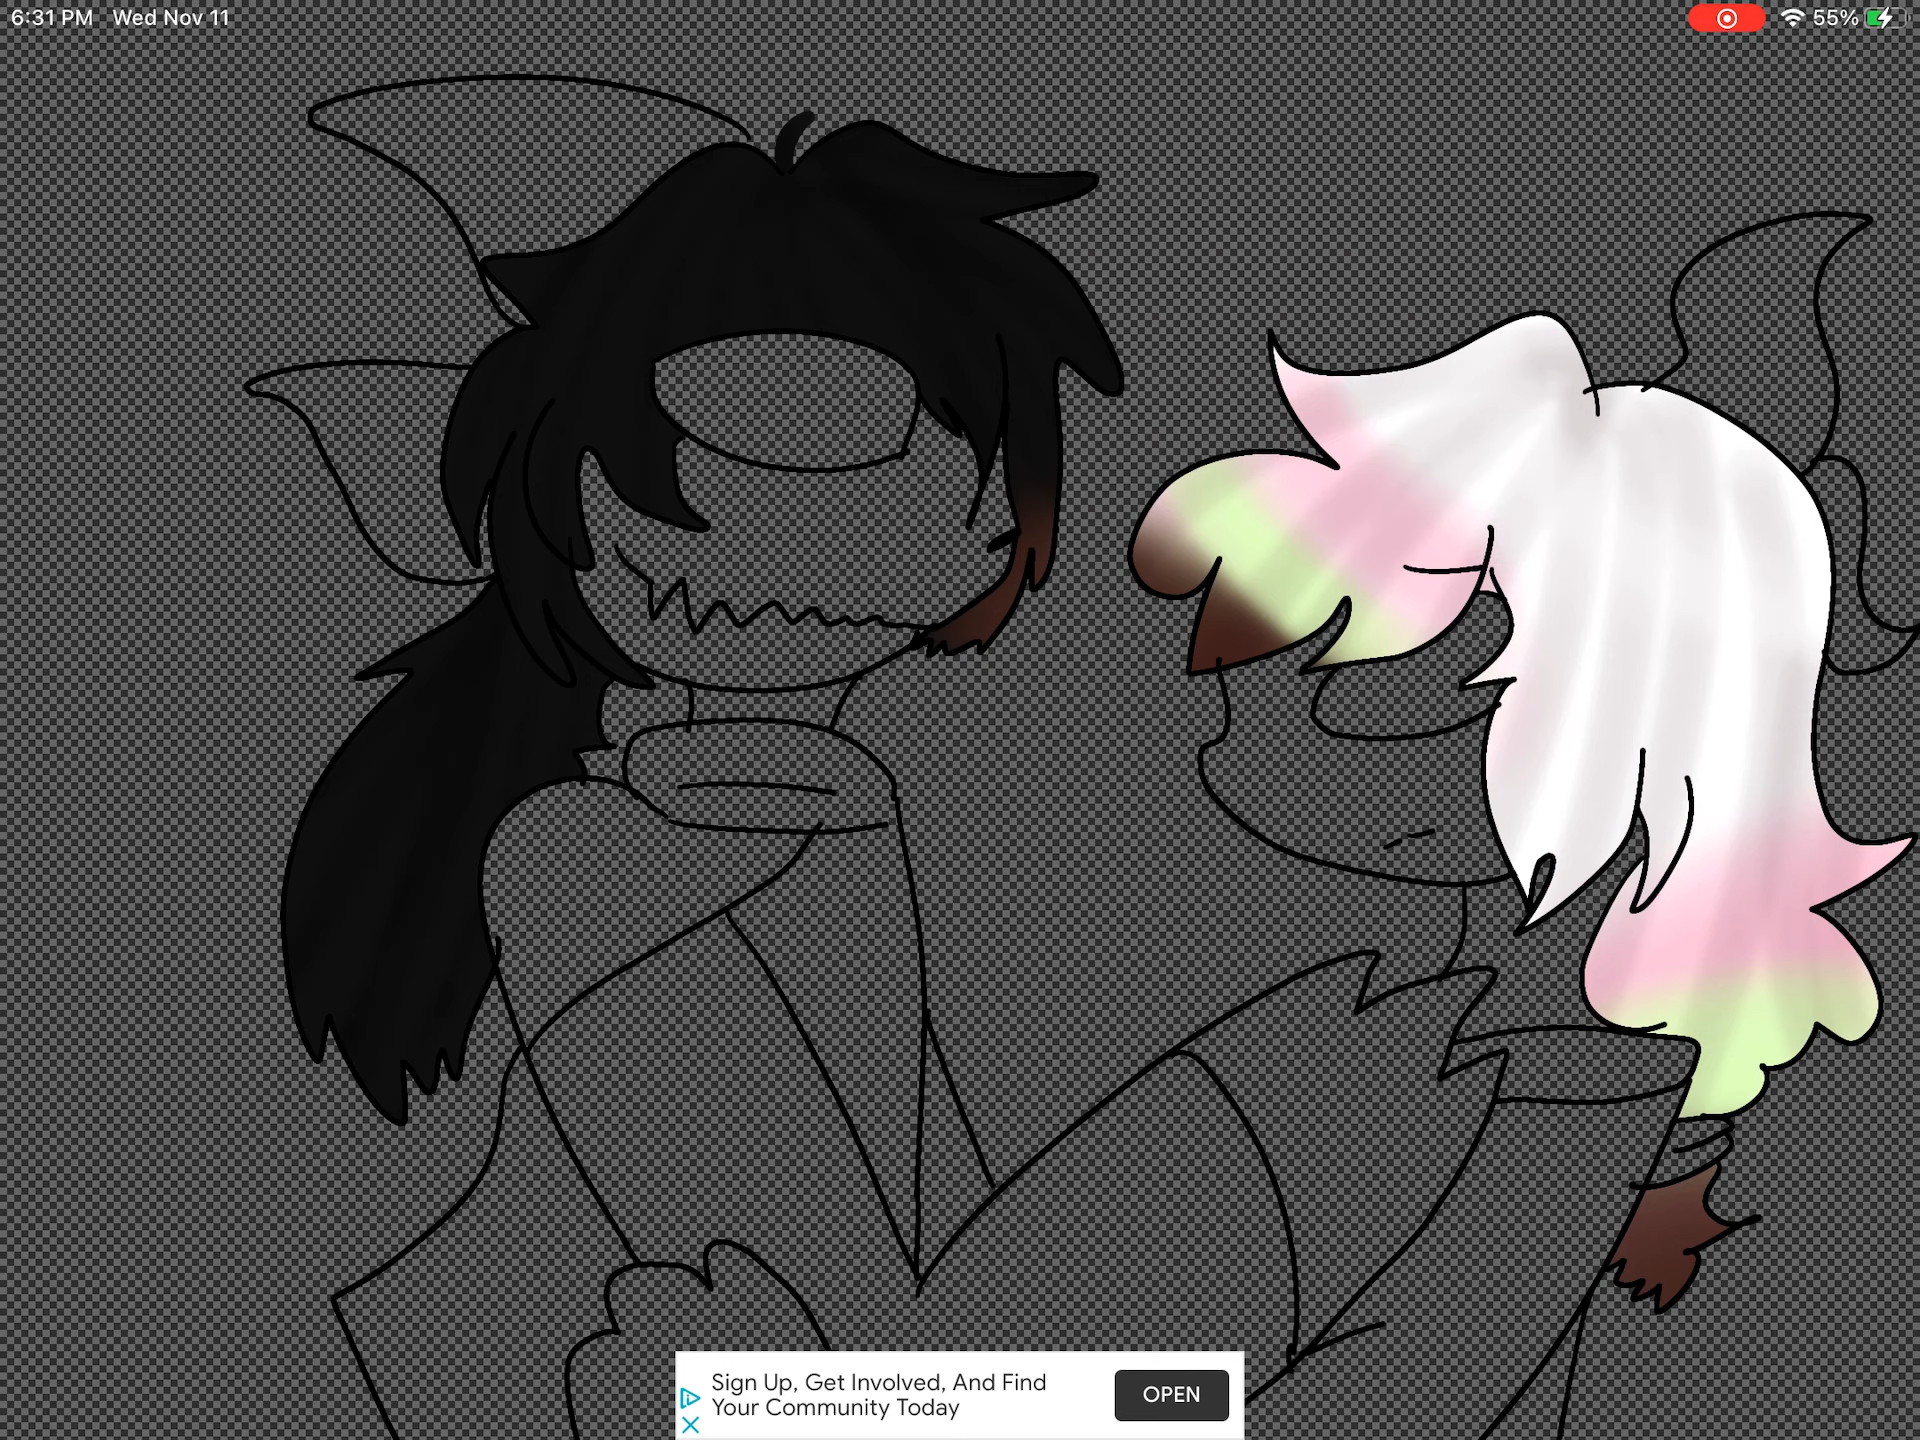 6:31 PM Wed Nov 11
55%
Sign Up, Get Involved, And Find
Your Community Today
OPEN